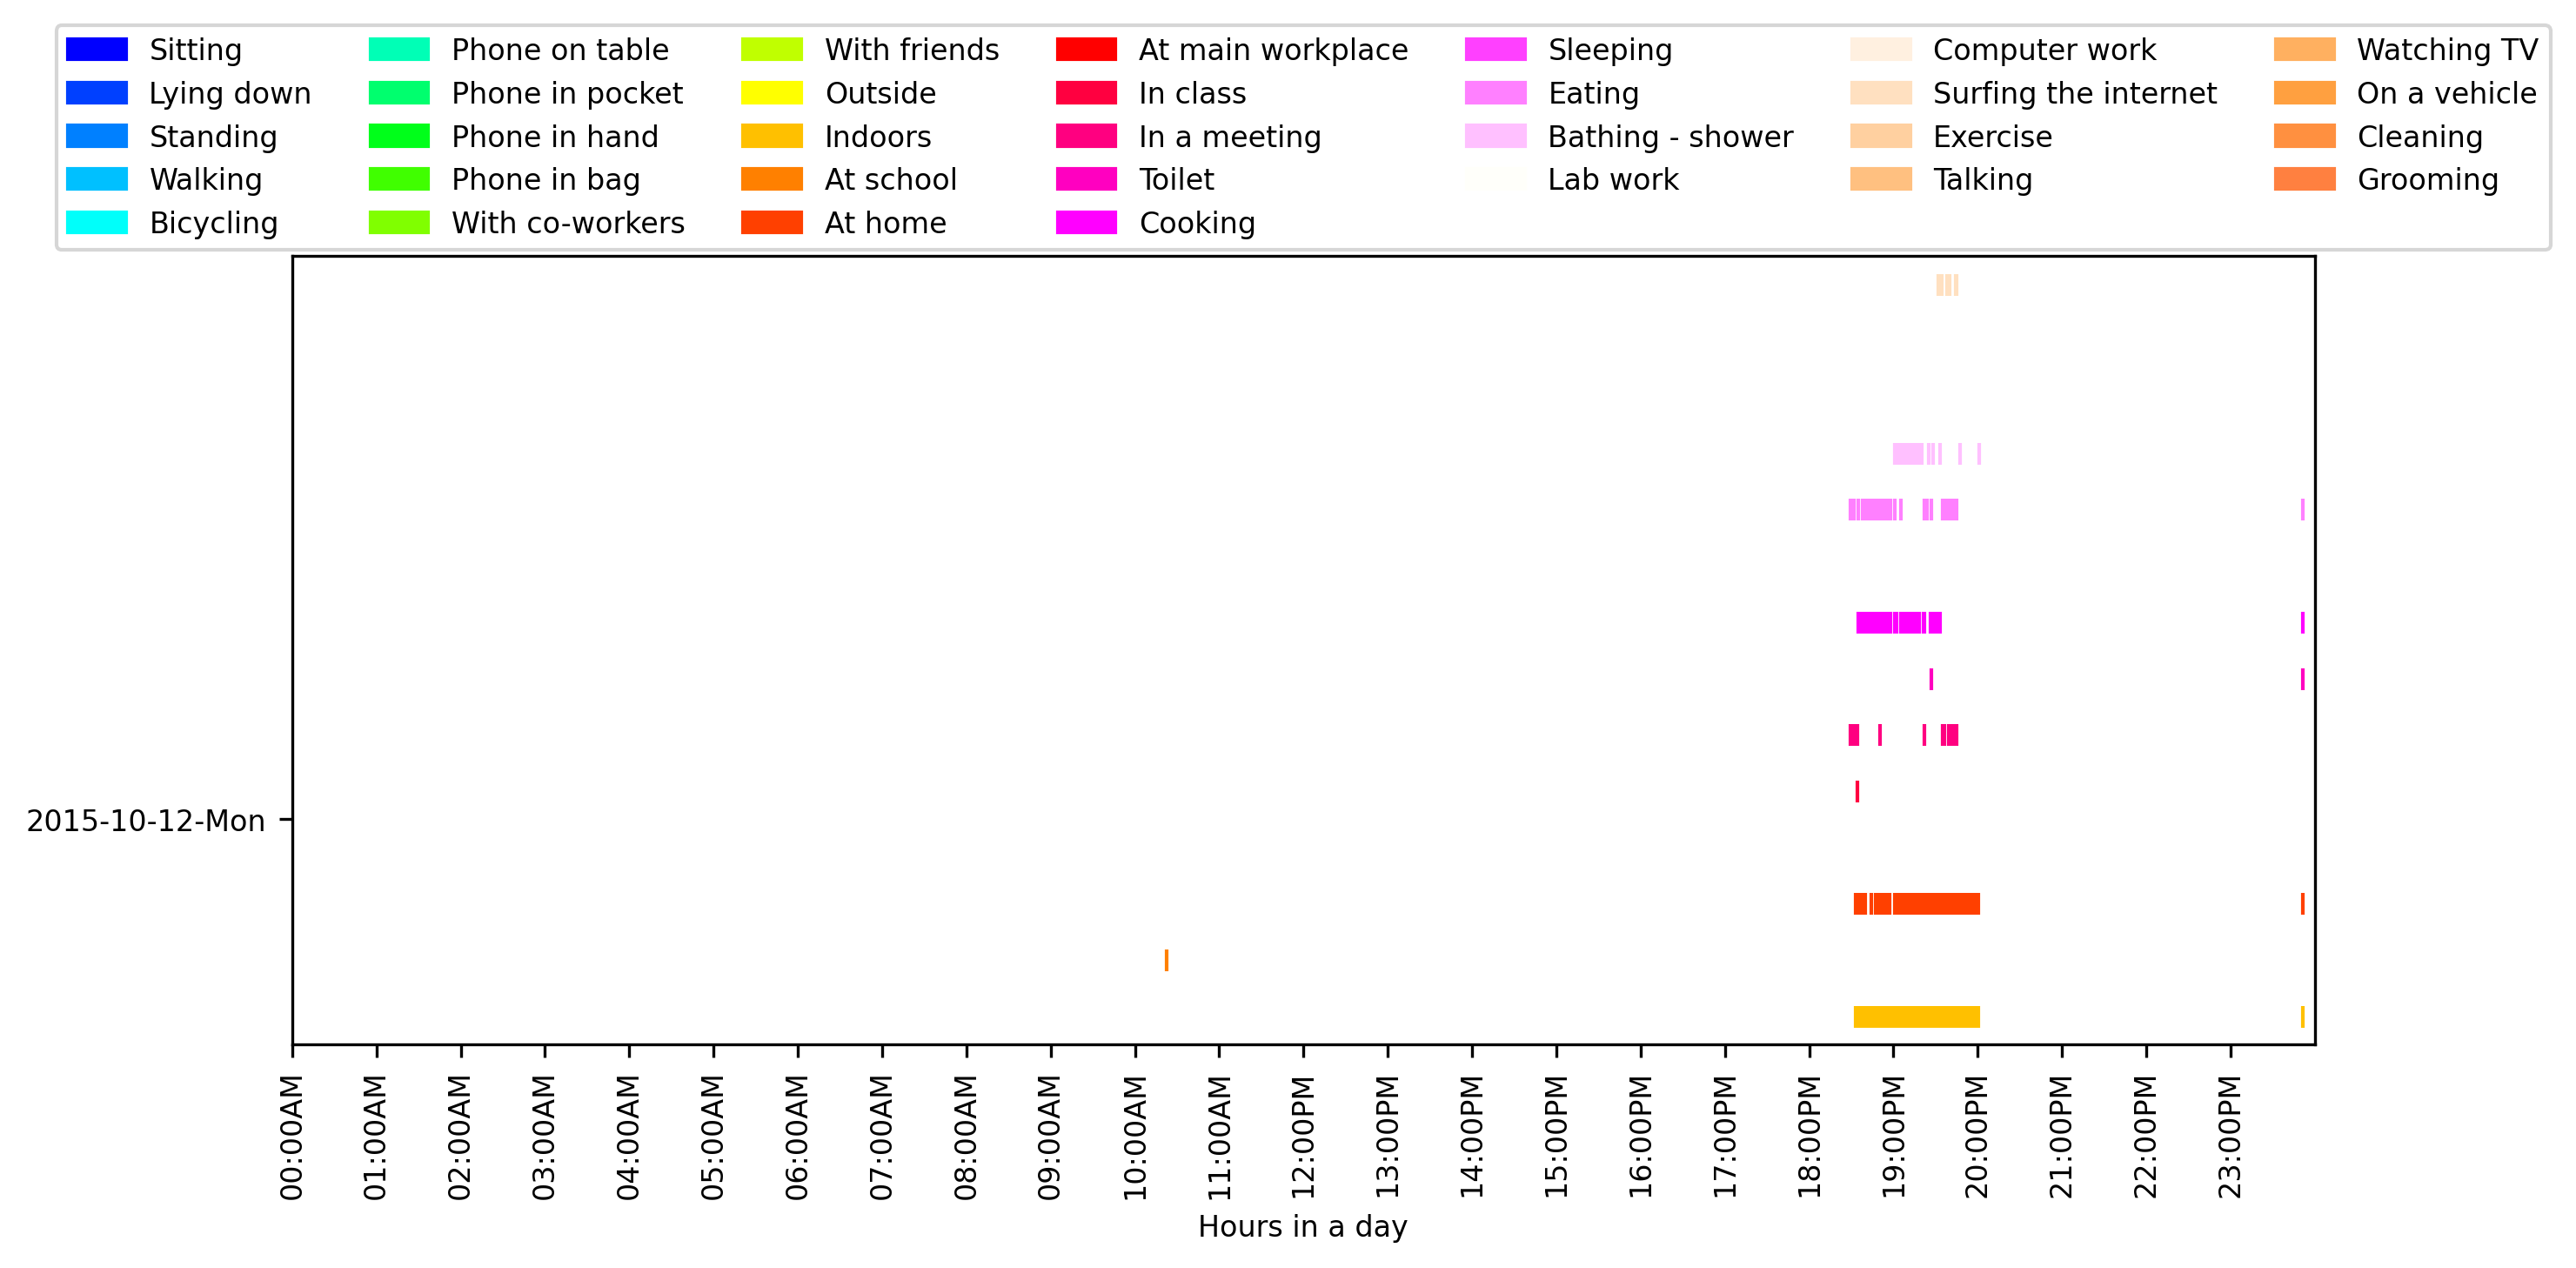 Sitting
Lying down
Standing
Walking
Bicycling
Phone on table
Phone in pocket
Phone in hand
Phone in bag
With co-workers
With friends
Outside
Indoors
At school
At home
At main workplace
In class
In a meeting
Toilet
Cooking
Sleeping
Eating
Bathing - shower
Lab work
Computer work
Surfing the internet
Exercise
Talking
Watching TV
On a vehicle
Cleaning
Grooming
2015-10-12-Mon
00:00AM
01:00AM
02:00AM
03:00AM
04:00AM
05:00AM
06:00AM
07:00AM
08:00AM
09:00AM
10:00AM
11:00AM
12:00PM
13:00PM
14:00PM
15:00PM
16:00PM
17:00PM
18:00PM
19:00PM
20:00PM
21:00PM
22:00PM
23:00PM
Hours in a day